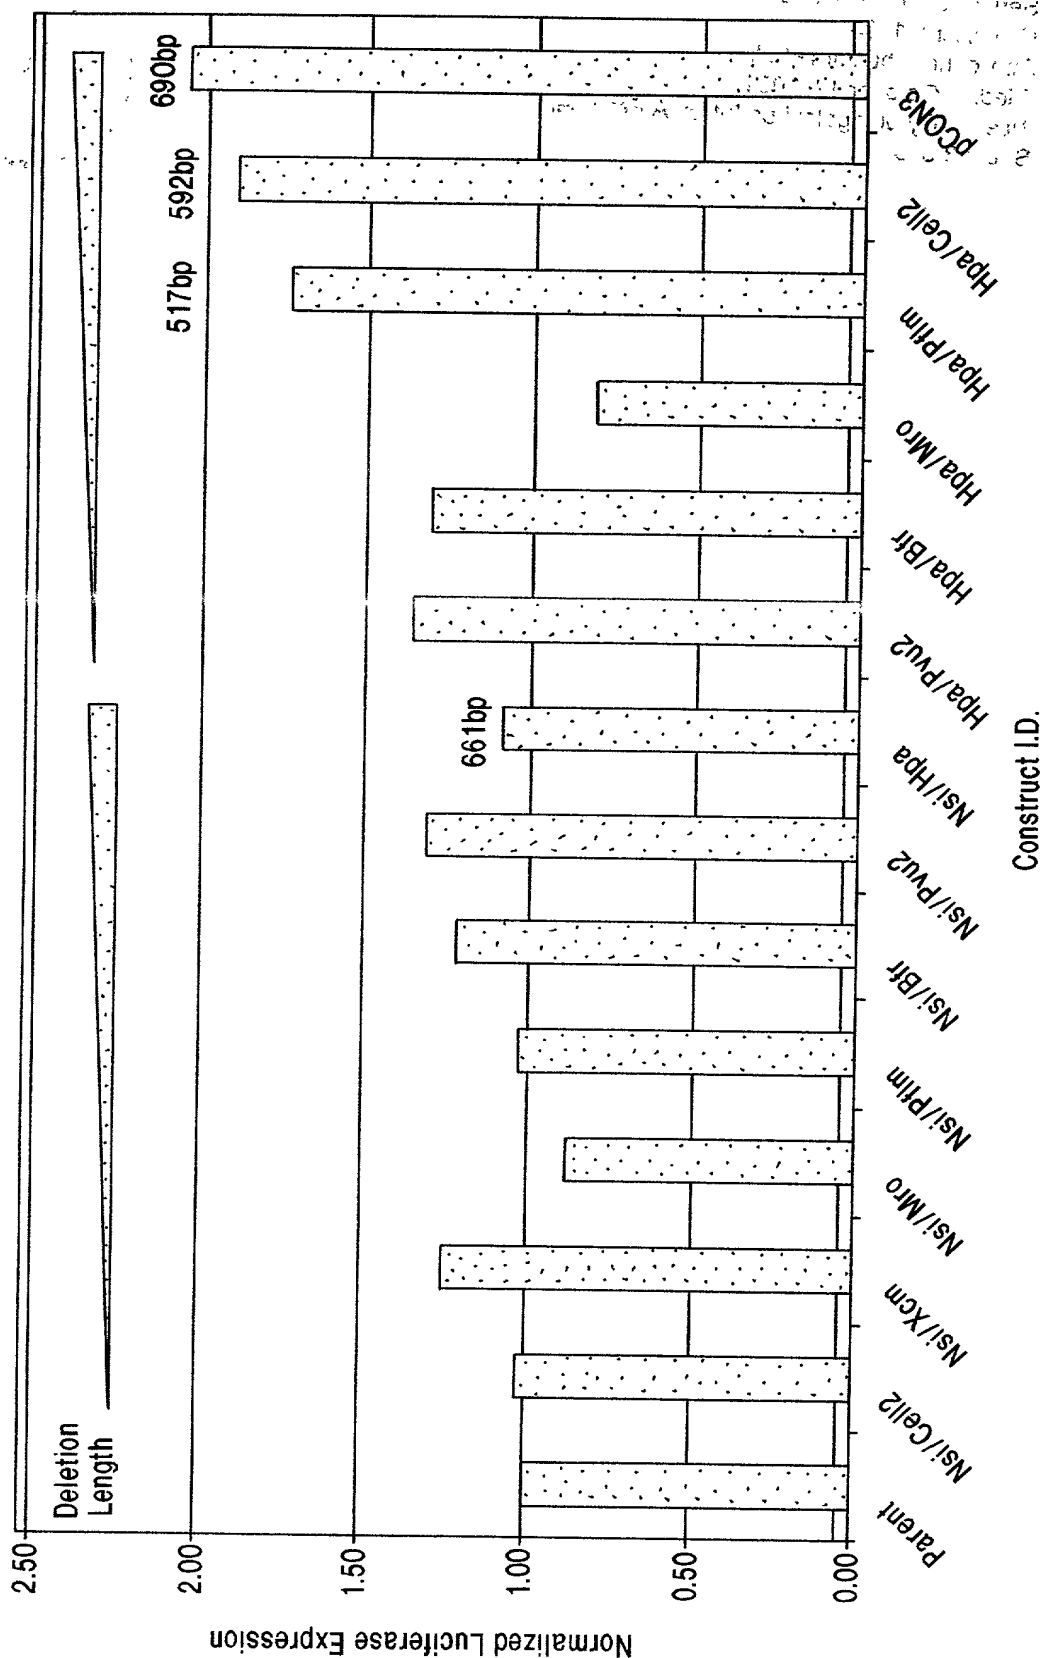 Normalized Luciferase Expression
2.50
2.00
1.50
1.00
0.50
0.00
Deletion
Length
661bp
517bp
592bp
690bp
Parent
Nsi/Cell2
Nsi/Xcm
Nsi/Mro
Nsi/Pflm
Nsi/Bfr
Nsi/Pvu2
Nsi/Hpa
Hpa/Pvu2
Hpa/Bfr
Hpa/Mro
Hpa/Pflm
Hpa/Cell2
pCON3
Construct I.D.